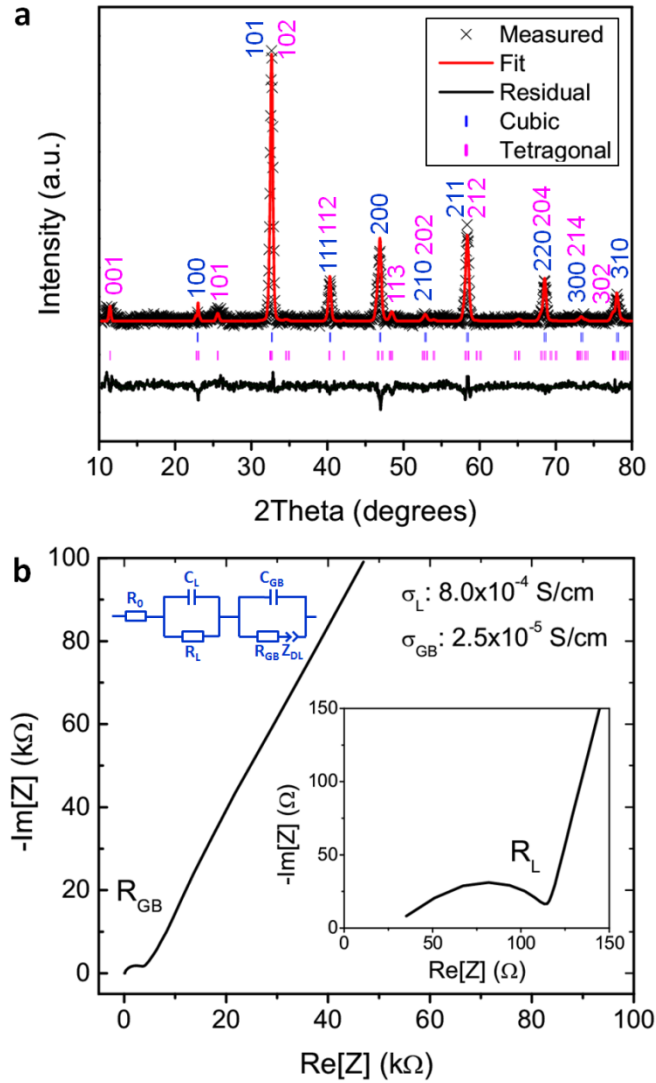 a
Measured
Fit
Residual
Cubic
Tetragonal
001
100
101
101
102
111
112
200
113
210
202
211
212
220
204
300
214
302
310
Intensity (a.u.)
10 20 30 40 50 60 70 80
2Theta (degrees)
b
R0
CL
RL
CGB
RGB
ZDL
σL: 8.0x10-4 S/cm
σGB: 2.5x10-5 S/cm
100
80
60
40
20
0
-Im[Z] (kΩ)
RGB
150
100
50
0
-Im[Z] (Ω)
RL
0 50 100 150
Re[Z] (Ω)
0 20 40 60 80 100
Re[Z] (kΩ)